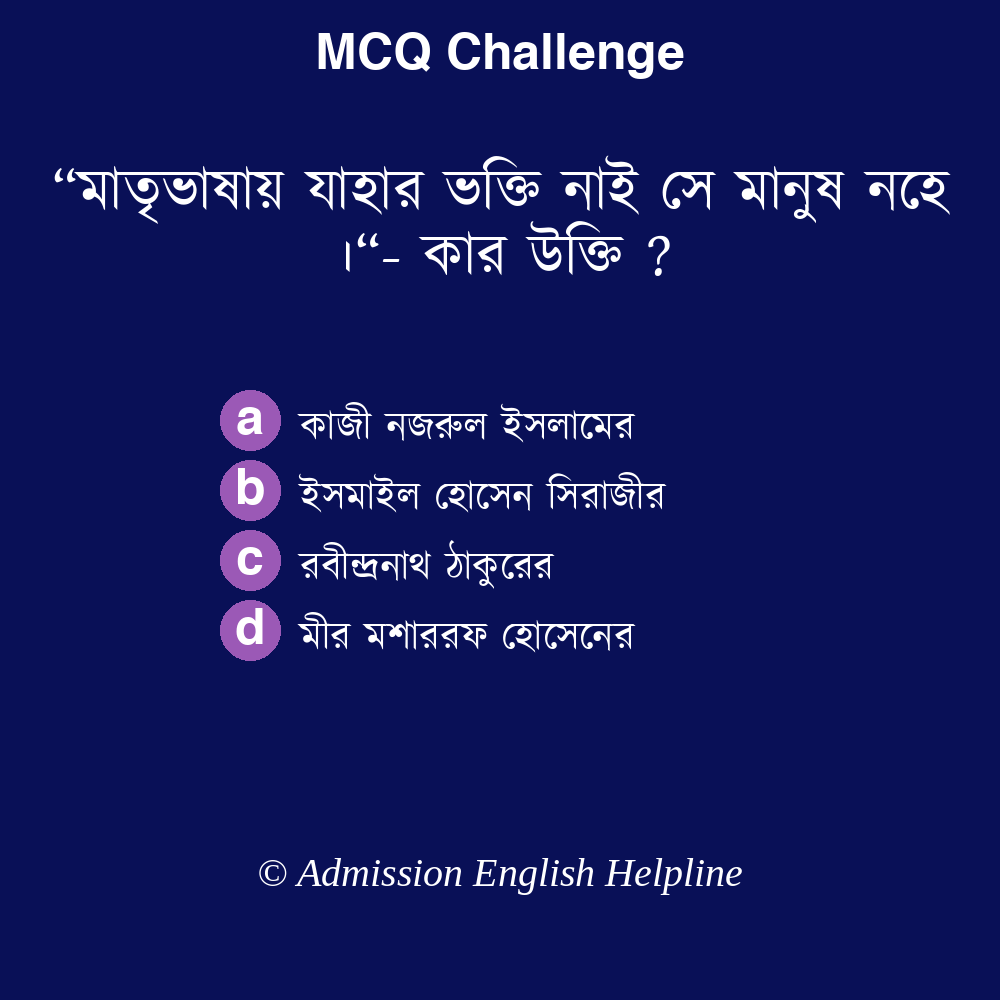 MCQ Challenge
“মাতৃভাষায় যাহার ভক্তি নাই সে মানুষ নহে
।“- কার উক্তি ?
a কাজী নজরুল ইসলামের
b ইসমাইল হোসেন সিরাজীর
c রবীন্দ্রনাথ ঠাকুরের
d মীর মশাররফ হোসেনের
© Admission English Helpline